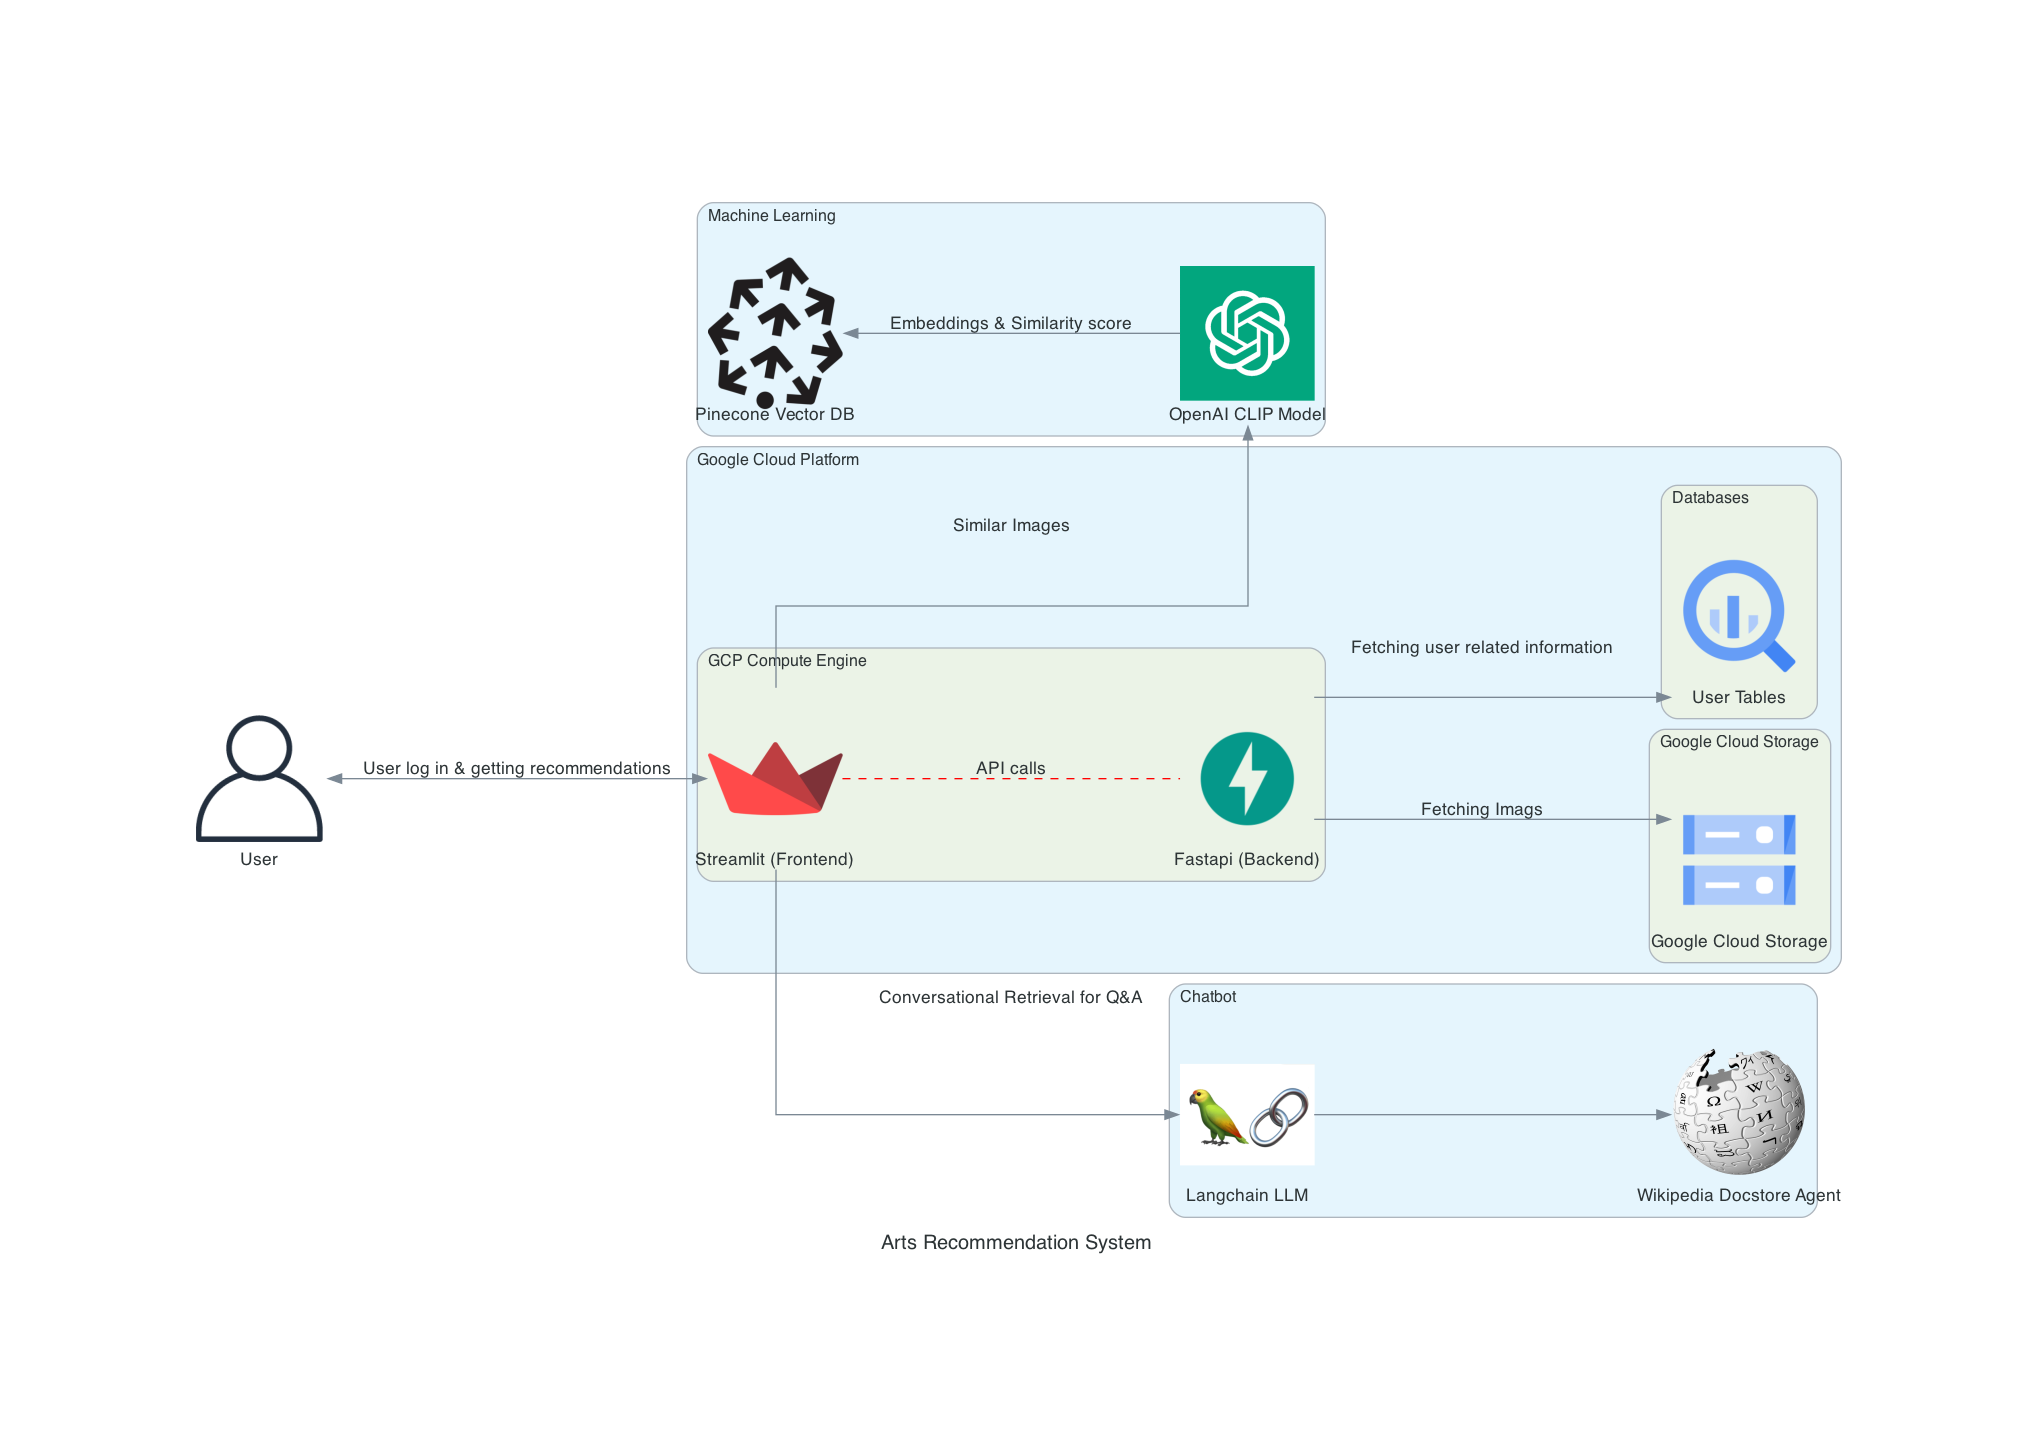 Machine Learning
Embeddings & Similarity score
Pinecone Vector DB
OpenAI CLIP Model
Google Cloud Platform
Similar Images
Databases
User Tables
Fetching user related information
GCP Compute Engine
User log in & getting recommendations
API calls
Streamlit (Frontend)
Fastapi (Backend)
User
Fetching Imags
Google Cloud Storage
Google Cloud Storage
Conversational Retrieval for Q&A
Chatbot
Langchain LLM
Wikipedia Docstore Agent
Arts Recommendation System